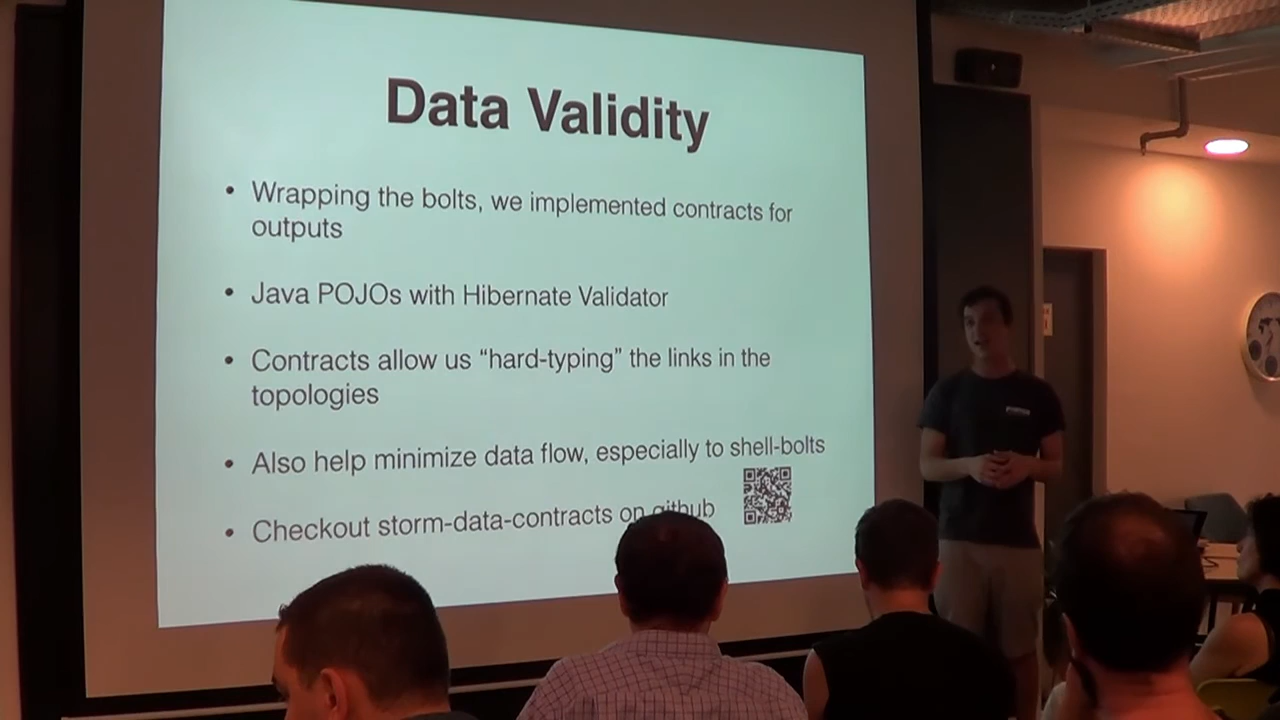 Data Validity
• Wrapping the bolts, we implemented contracts for
outputs
• Java POJOs with Hibernate Validator
• Contracts allow us “hard-typing” the links in the
topologies
• Also help minimize data flow, especially to shell-bolts
• Checkout storm-data-contracts on github